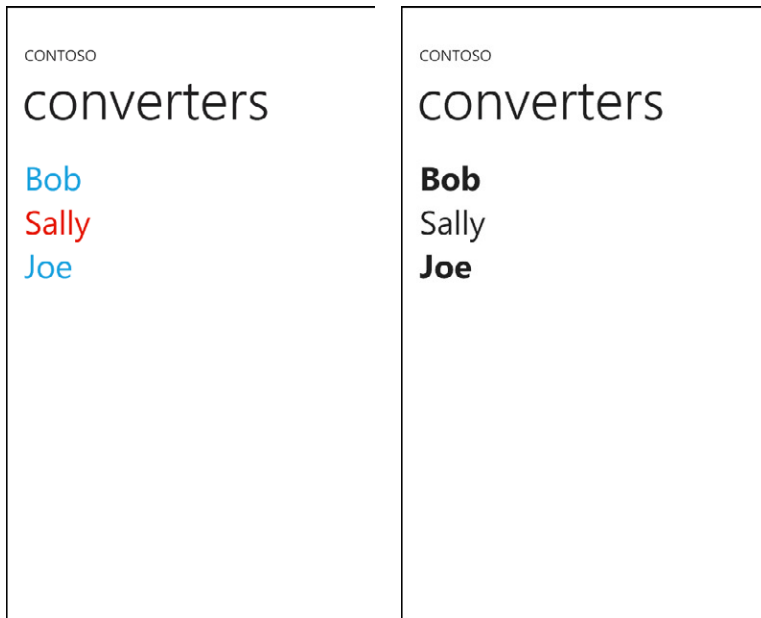 CONTOSO
converters
Bob
Sally
Joe
CONTOSO
converters
Bob
Sally
Joe